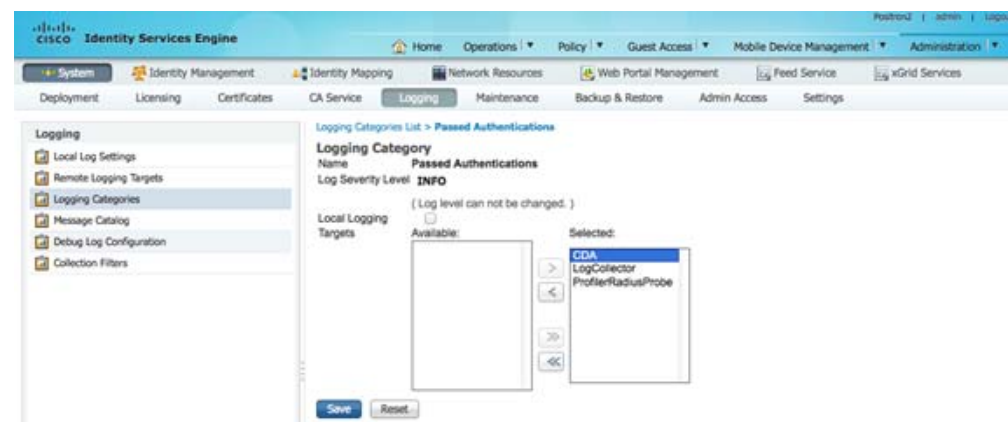 Positron2 | admin | Logou
CISCO Identity Services Engine
Home Operations Policy Guest Access Mobile Device Management Administration
System Identity Management Identity Mapping Network Resources Web Portal Management Feed Service xGrid Services
Deployment Licensing Certificates CA Service Logging Maintenance Backup & Restore Admin Access Settings
Logging
Local Log Settings
Remote Logging Targets
Logging Categories
Message Catalog
Debug Log Configuration
Collection Filters
Logging Categories List > Passed Authentications
Logging Category
Name Passed Authentications
Log Severity Level INFO
( Log level can not be changed. )
Local Logging
Targets Available: Selected:
CDA
LogCollector
ProfilerRadiusProbe
>
<
>>
<<
Save Reset